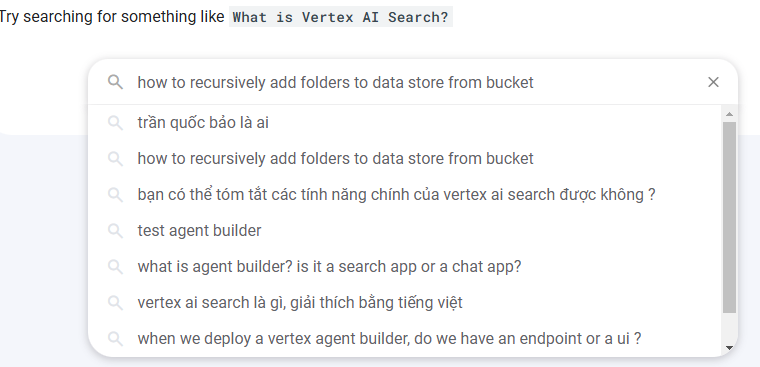 Try searching for something like What is Vertex AI Search?
how to recursively add folders to data store from bucket
trần quốc bảo là ai
how to recursively add folders to data store from bucket
bạn có thể tóm tắt các tính năng chính của vertex ai search được không ?
test agent builder
what is agent builder? is it a search app or a chat app?
vertex ai search là gì, giải thích bằng tiếng việt
when we deploy a vertex agent builder, do we have an endpoint or a ui ?